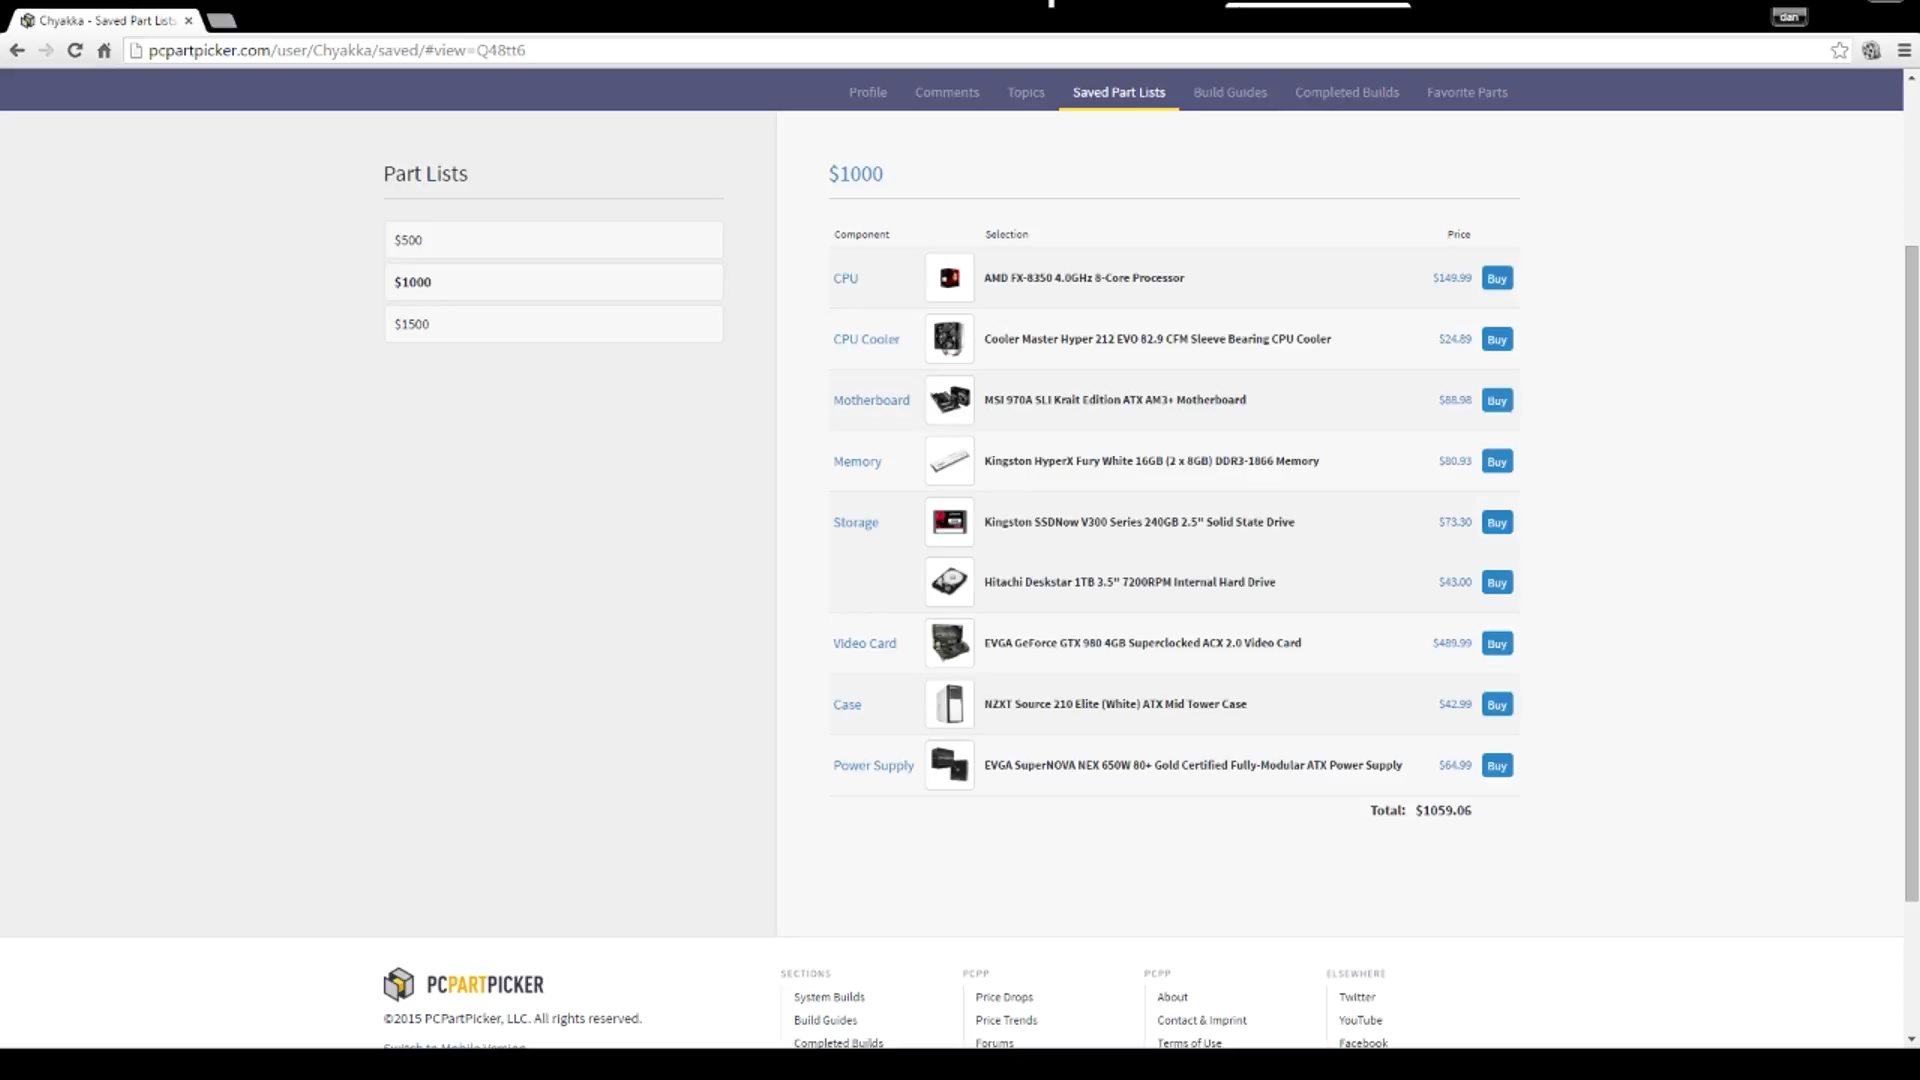 Chyakka - Saved Part Lists
dan
pcpartpicker.com/user/Chyakka/saved/#view=Q48tt6
Profile Comments Topics Saved Part Lists Build Guides Completed Builds Favorite Parts
Part Lists
$500
$1000
$1500
$1000
Component Selection Price
CPU AMD FX-8350 4.0GHz 8-Core Processor $149.99 Buy
CPU Cooler Cooler Master Hyper 212 EVO 82.9 CFM Sleeve Bearing CPU Cooler $24.89 Buy
Motherboard MSI 970A SLI Krait Edition ATX AM3+ Motherboard $88.98 Buy
Memory Kingston HyperX Fury White 16GB (2 x 8GB) DDR3-1866 Memory $80.93 Buy
Storage Kingston SSDNow V300 Series 240GB 2.5" Solid State Drive $73.30 Buy
Hitachi Deskstar 1TB 3.5" 7200RPM Internal Hard Drive $43.00 Buy
Video Card EVGA GeForce GTX 980 4GB Superclocked ACX 2.0 Video Card $489.99 Buy
Case NZXT Source 210 Elite (White) ATX Mid Tower Case $42.99 Buy
Power Supply EVGA SuperNOVA NEX 650W 80+ Gold Certified Fully-Modular ATX Power Supply $64.99 Buy
Total: $1059.06
PCPARTPICKER
©2015 PCPartPicker, LLC. All rights reserved.
Switch to Mobile Version
SECTIONS
System Builds
Build Guides
Completed Builds
PCPP
Price Drops
Price Trends
Forums
PCPP
About
Contact & Imprint
Terms of Use
ELSEWHERE
Twitter
YouTube
Facebook